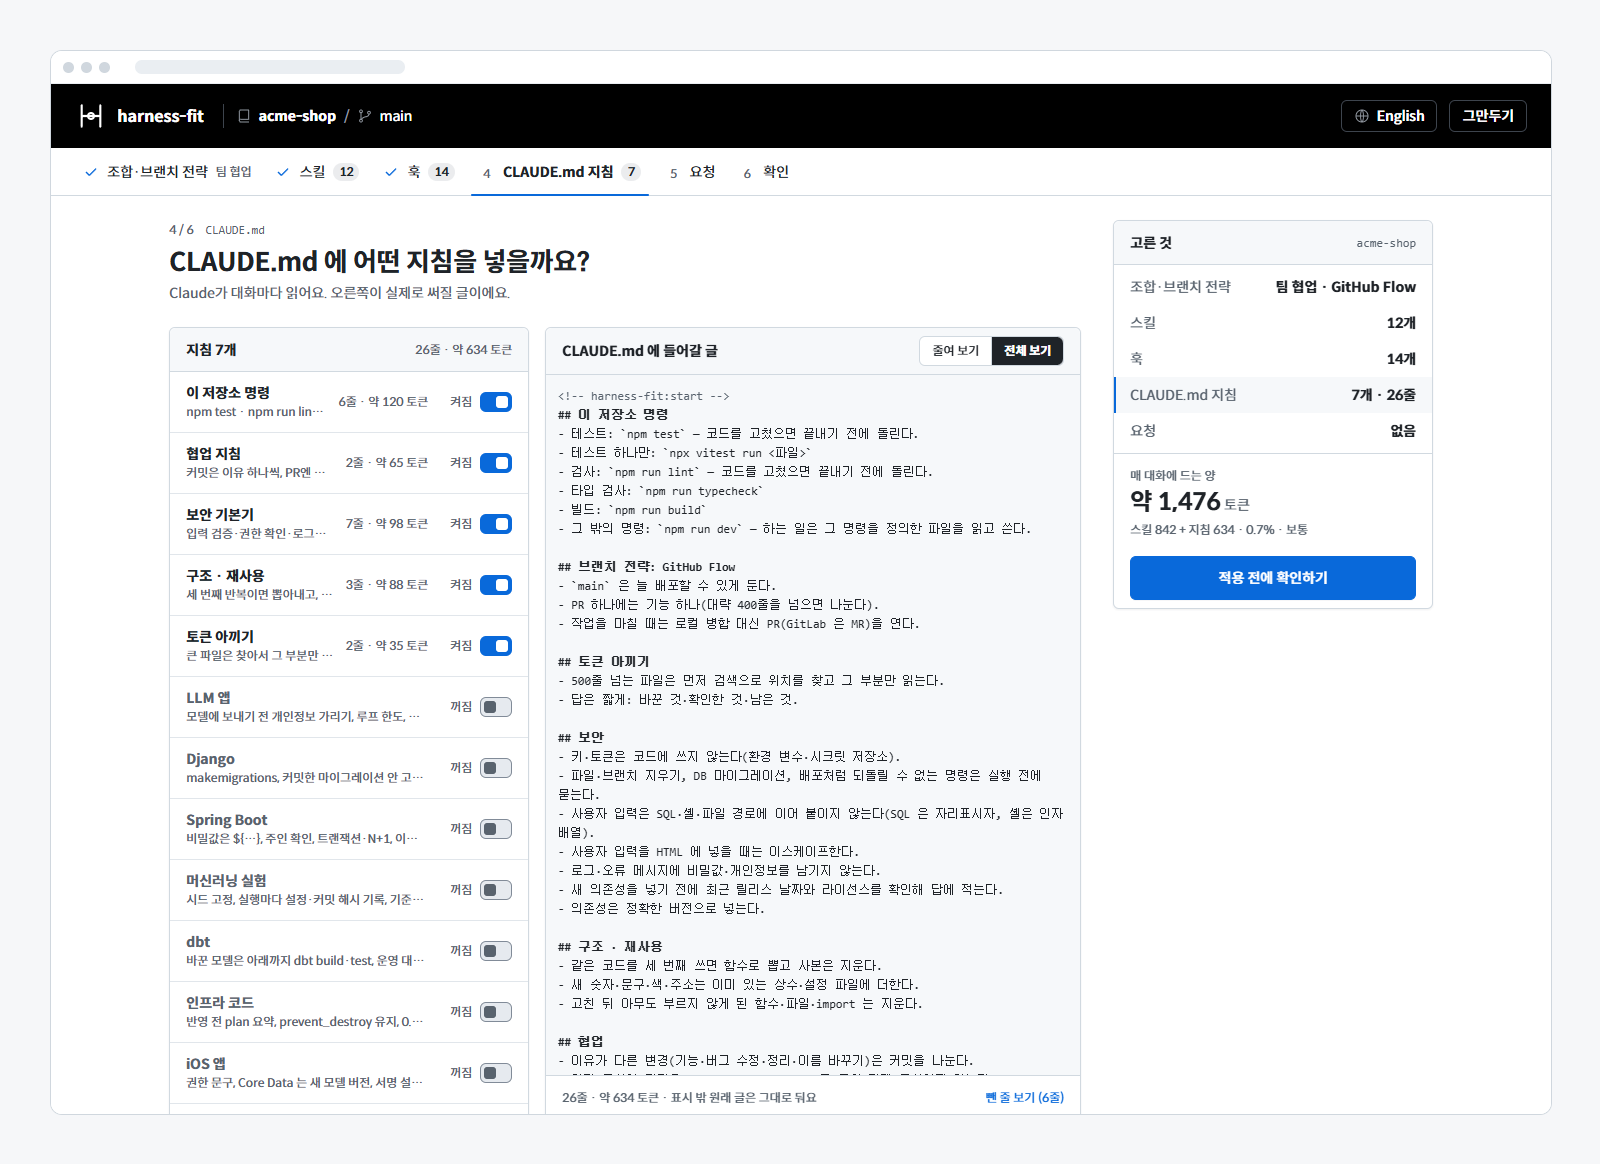 harness-fit
acme-shop / main
English
그만두기
조합·브랜치 전략 팀 협업
스킬 12
훅 14
4 CLAUDE.md 지침 7
5 요청
6 확인
4 / 6 CLAUDE.md
CLAUDE.md 에 어떤 지침을 넣을까요?
Claude가 대화마다 읽어요. 오른쪽이 실제로 써질 글이에요.
지침 7개
26줄 · 약 634 토큰
이 저장소 명령
npm test · npm run lin…
6줄 · 약 120 토큰
켜짐
협업 지침
커밋은 이유 하나씩, PR엔 …
2줄 · 약 65 토큰
켜짐
보안 기본기
입력 검증·권한 확인·로그…
7줄 · 약 98 토큰
켜짐
구조 · 재사용
세 번째 반복이면 뽑아내고, …
3줄 · 약 88 토큰
켜짐
토큰 아끼기
큰 파일은 찾아서 그 부분만 …
2줄 · 약 35 토큰
켜짐
LLM 앱
모델에 보내기 전 개인정보 가리기, 루프 한도, …
꺼짐
Django
makemigrations, 커밋한 마이그레이션 안 고…
꺼짐
Spring Boot
비밀값은 ${…}, 주인 확인, 트랜잭션·N+1, 이…
꺼짐
머신러닝 실험
시드 고정, 실행마다 설정·커밋 해시 기록, 기준…
꺼짐
dbt
바꾼 모델은 아래까지 dbt build·test, 운영 대…
꺼짐
인프라 코드
반영 전 plan 요약, prevent_destroy 유지, 0.…
꺼짐
iOS 앱
권한 문구, Core Data 는 새 모델 버전, 서명 설…
꺼짐
CLAUDE.md 에 들어갈 글
줄여 보기
전체 보기
<!-- harness-fit:start -->
## 이 저장소 명령
- 테스트: `npm test` — 코드를 고쳤으면 끝내기 전에 돌린다.
- 테스트 하나만: `npx vitest run <파일>`
- 검사: `npm run lint` — 코드를 고쳤으면 끝내기 전에 돌린다.
- 타입 검사: `npm run typecheck`
- 빌드: `npm run build`
- 그 밖의 명령: `npm run dev` — 하는 일은 그 명령을 정의한 파일을 읽고 쓴다.
## 브랜치 전략: GitHub Flow
- `main` 은 늘 배포할 수 있게 둔다.
- PR 하나에는 기능 하나(대략 400줄을 넘으면 나눈다).
- 작업을 마칠 때는 로컬 병합 대신 PR(GitLab 은 MR)을 연다.
## 토큰 아끼기
- 500줄 넘는 파일은 먼저 검색으로 위치를 찾고 그 부분만 읽는다.
- 답은 짧게: 바꾼 것·확인한 것·남은 것.
## 보안
- 키·토큰은 코드에 쓰지 않는다(환경 변수·시크릿 저장소).
- 파일·브랜치 지우기, DB 마이그레이션, 배포처럼 되돌릴 수 없는 명령은 실행 전에
묻는다.
- 사용자 입력은 SQL·셸·파일 경로에 이어 붙이지 않는다(SQL 은 자리표시자, 셸은 인자
배열).
- 사용자 입력을 HTML 에 넣을 때는 이스케이프한다.
- 로그·오류 메시지에 비밀값·개인정보를 남기지 않는다.
- 새 의존성을 넣기 전에 최근 릴리스 날짜와 라이선스를 확인해 답에 적는다.
- 의존성은 정확한 버전으로 넣는다.
## 구조 · 재사용
- 같은 코드를 세 번째 쓰면 함수로 뽑고 사본은 지운다.
- 새 숫자·문구·색·주소는 이미 있는 상수·설정 파일에 더한다.
- 고친 뒤 아무도 부르지 않게 된 함수·파일·import 는 지운다.
## 협업
- 이유가 다른 변경(기능·버그 수정·정리·이름 바꾸기)은 커밋을 나눈다.
26줄 · 약 634 토큰 · 표시 밖 원래 글은 그대로 둬요
뺀 줄 보기 (6줄)
고른 것
acme-shop
조합·브랜치 전략
팀 협업 · GitHub Flow
스킬
12개
훅
14개
CLAUDE.md 지침
7개 · 26줄
요청
없음
매 대화에 드는 양
약 1,476 토큰
스킬 842 + 지침 634 · 0.7% · 보통
적용 전에 확인하기